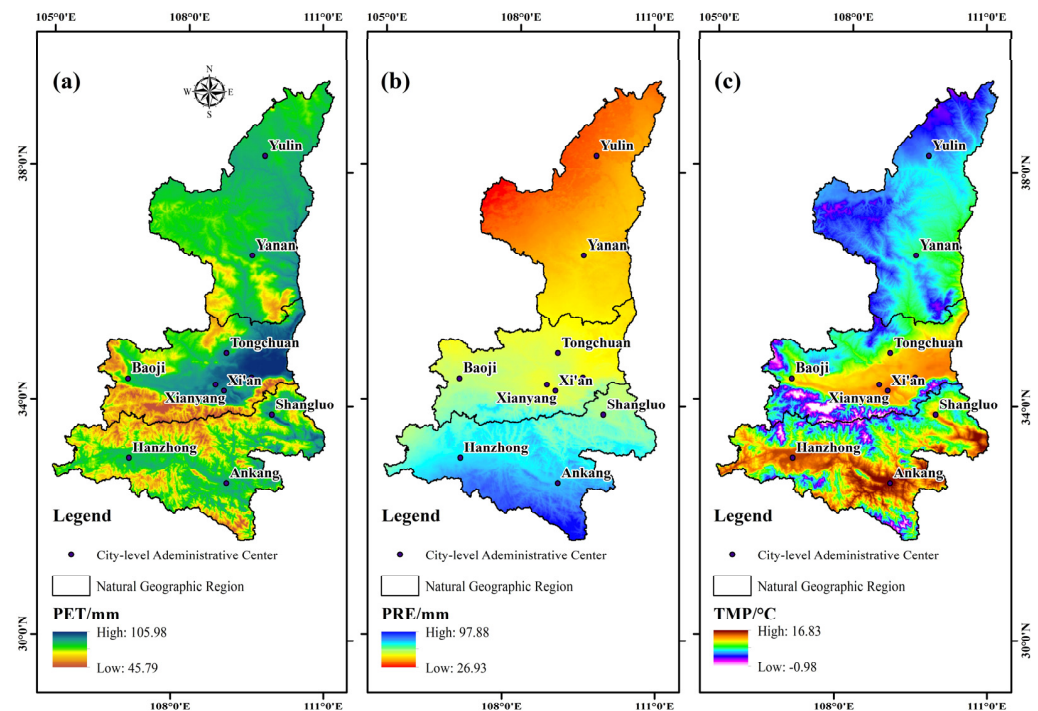 105°0'E 108°0'E 111°0'E 105°0'E 108°0'E 111°0'E 105°0'E 108°0'E 111°0'E
(a)
N
W E
S
Yulin
38°0'N
Yanan
Tongchuan
Baoji
Xi'an
Xianyang
34°0'N
Shangluo
Hanzhong
Ankang
Legend
City-level Adeministrative Center
Natural Geographic Region
PET/mm
High: 105.98
Low: 45.79
30°0'N
108°0'E 111°0'E
(b)
Yulin
Yanan
Tongchuan
Baoji
Xi'an
Xianyang
Shangluo
Hanzhong
Ankang
Legend
City-level Adeministrative Center
Natural Geographic Region
PRE/mm
High: 97.88
Low: 26.93
108°0'E 111°0'E
(c)
Yulin
38°0'N
Yanan
Tongchuan
Baoji
Xi'an
Xianyang
34°0'N
Shangluo
Hanzhong
Ankang
Legend
City-level Adeministrative Center
Natural Geographic Region
TMP/°C
High: 16.83
Low: -0.98
30°0'N
108°0'E 111°0'E